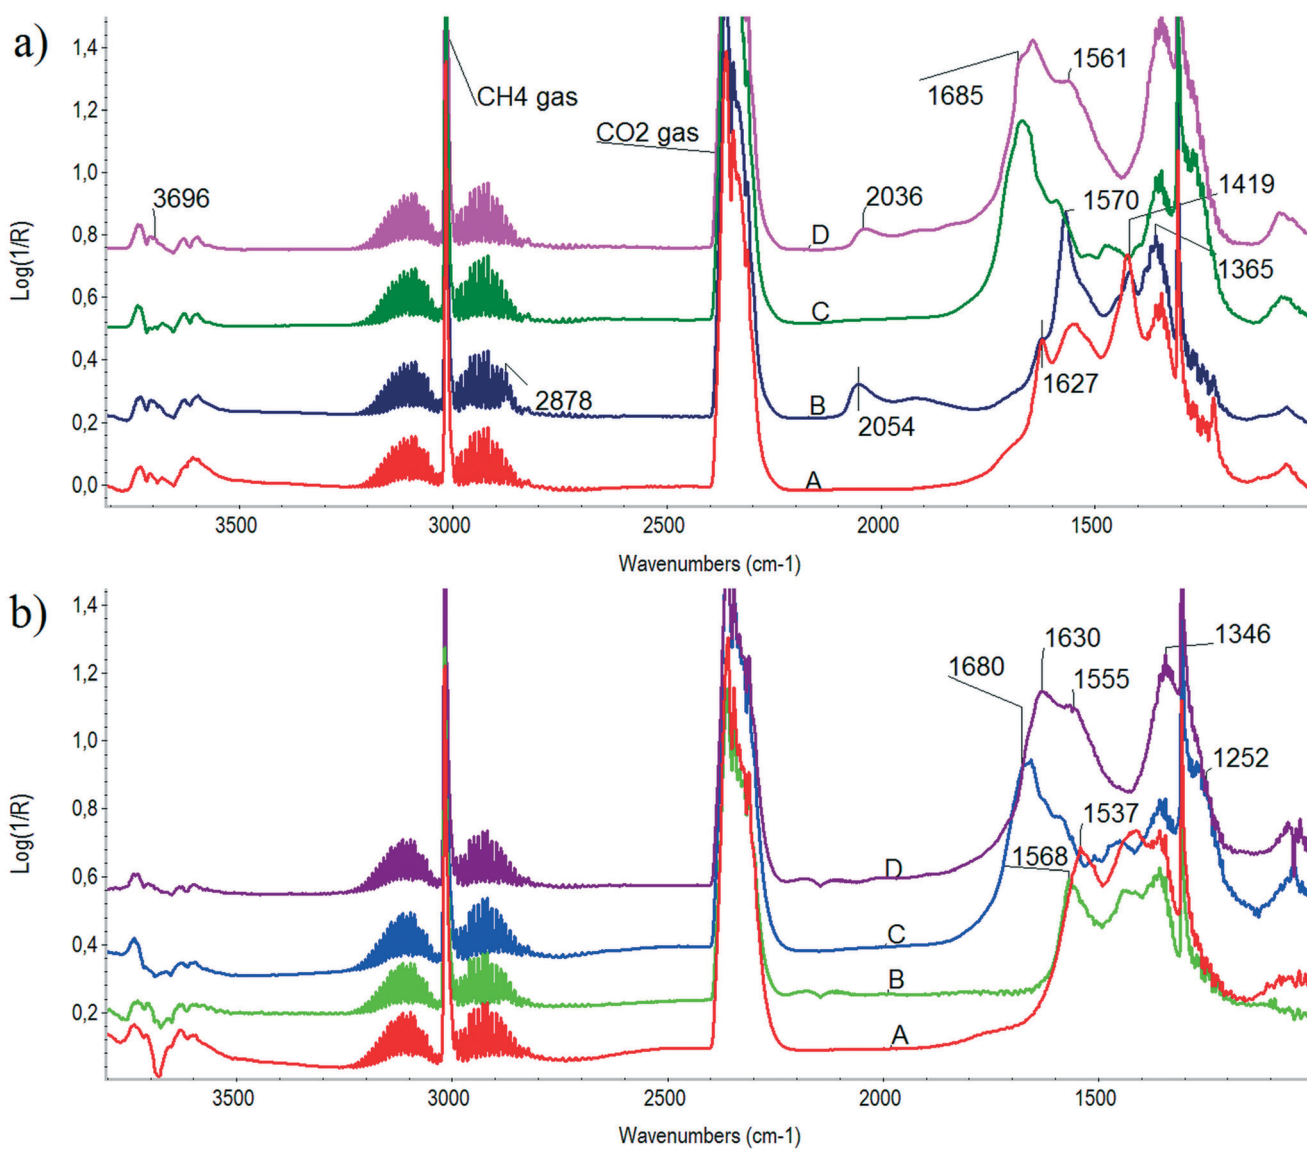 a)
1,4
1,2
1,0
0,8
0,6
0,4
0,2
0,0
Log(1/R)
3696
CH4 gas
CO2 gas
2878
2036
2054
1685
1561
1570
1419
1365
1627
D
C
B
A
3500
3000
2500
2000
1500
Wavenumbers (cm-1)
b)
1,4
1,2
1,0
0,8
0,6
0,4
0,2
Log(1/R)
1680
1630
1555
1346
1252
1537
1568
D
C
B
A
3500
3000
2500
2000
1500
Wavenumbers (cm-1)